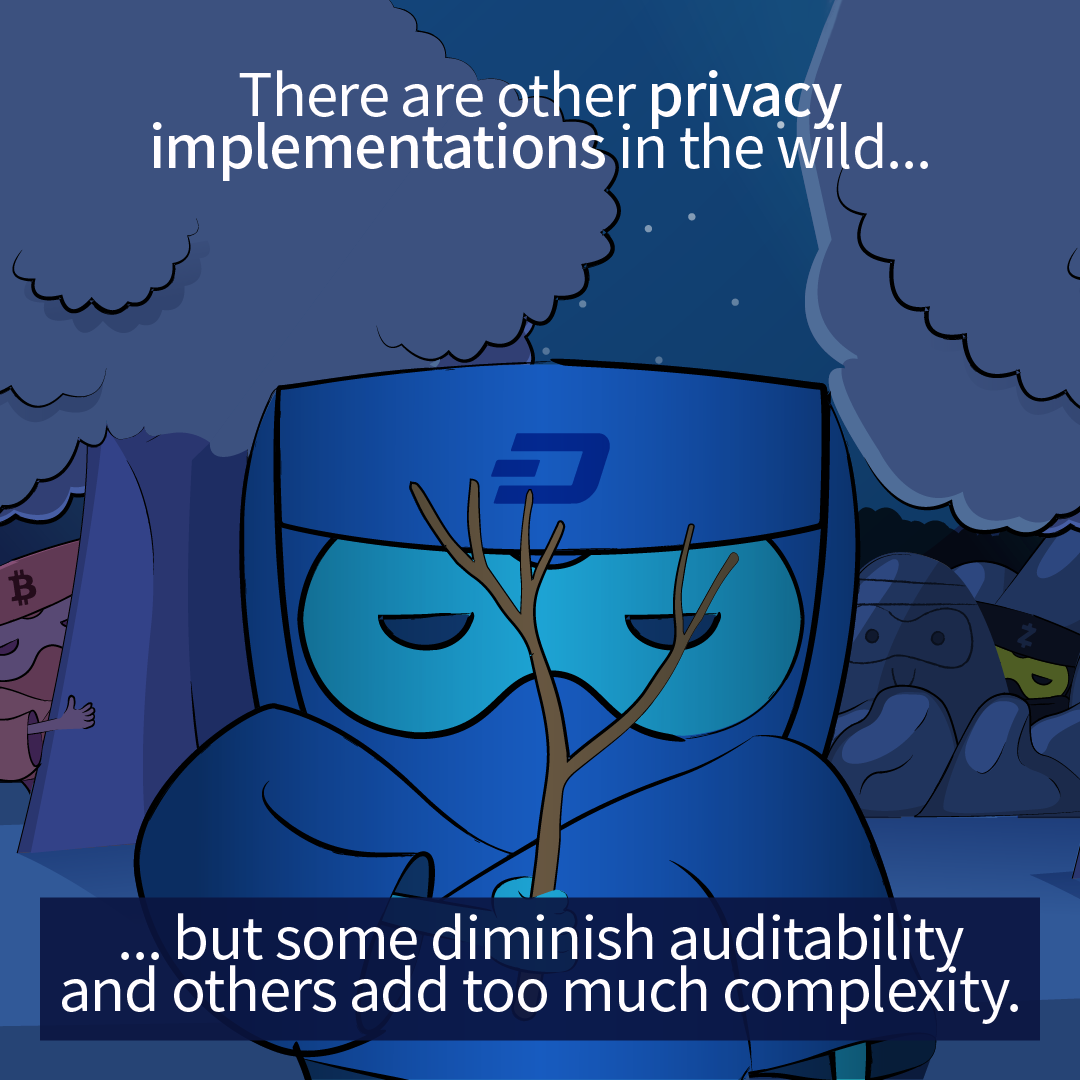 There are other privacy
implementations in the wild...
... but some diminish auditability
and others add too much complexity.